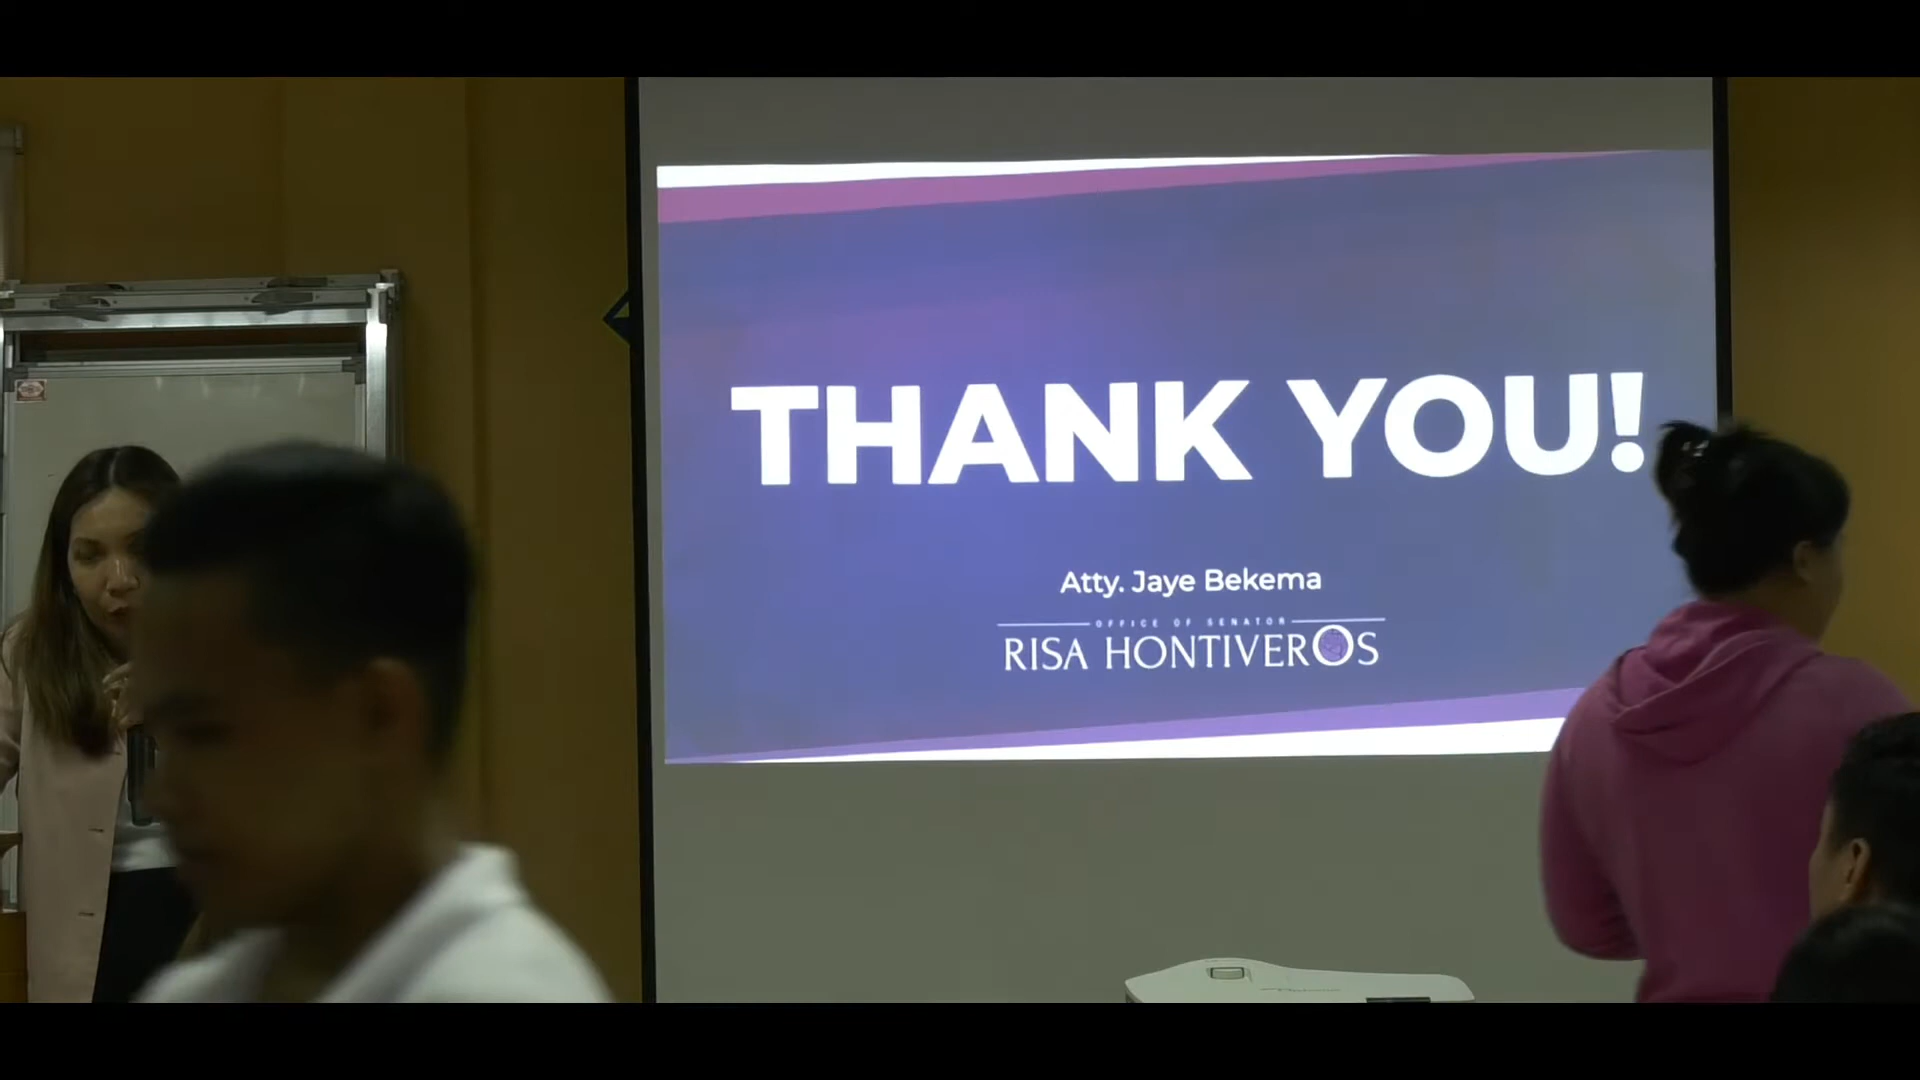 THANK YOU!
Atty. Jaye Bekema
OFFICE OF SENATOR
RISA HONTIVEROS